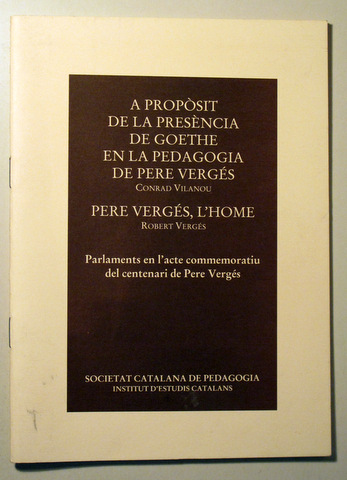 A PROPÒSIT
DE LA PRESÈNCIA
DE GOETHE
EN LA PEDAGOGIA
DE PERE VERGÉS
CONRAD VILANOU
PERE VERGÉS, L'HOME
ROBERT VERGÉS
Parlaments en l'acte commemoratiu
del centenari de Pere Vergés
SOCIETAT CATALANA DE PEDAGOGIA
INSTITUT D'ESTUDIS CATALANS